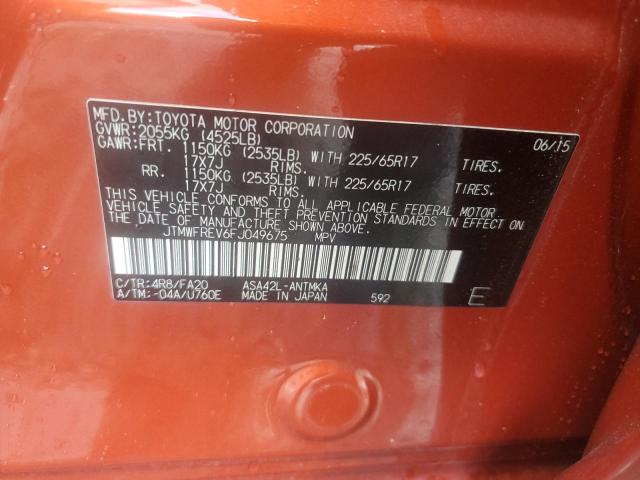 MFD.BY:TOYOTA MOTOR CORPORATION 06/15
GVWR:2055KG (4525LB)
GAWR:FRT. 1150KG (2535LB) WITH 225/65R17 TIRES.
17X7J RIMS.
RR. 1150KG (2535LB) WITH 225/65R17 TIRES.
17X7J RIMS.
THIS VEHICLE CONFORMS TO ALL APPLICABLE FEDERAL MOTOR
VEHICLE SAFETY AND THEFT PREVENTION STANDARDS IN EFFECT
ON THE DATE OF MANUFACTURE SHOWN ABOVE.
JTMWFREV6FJ049675 MPV
C/TR:4R8/FA20 ASA42L-ANTMKA
A/TM:-04A/U760E MADE IN JAPAN 592 E